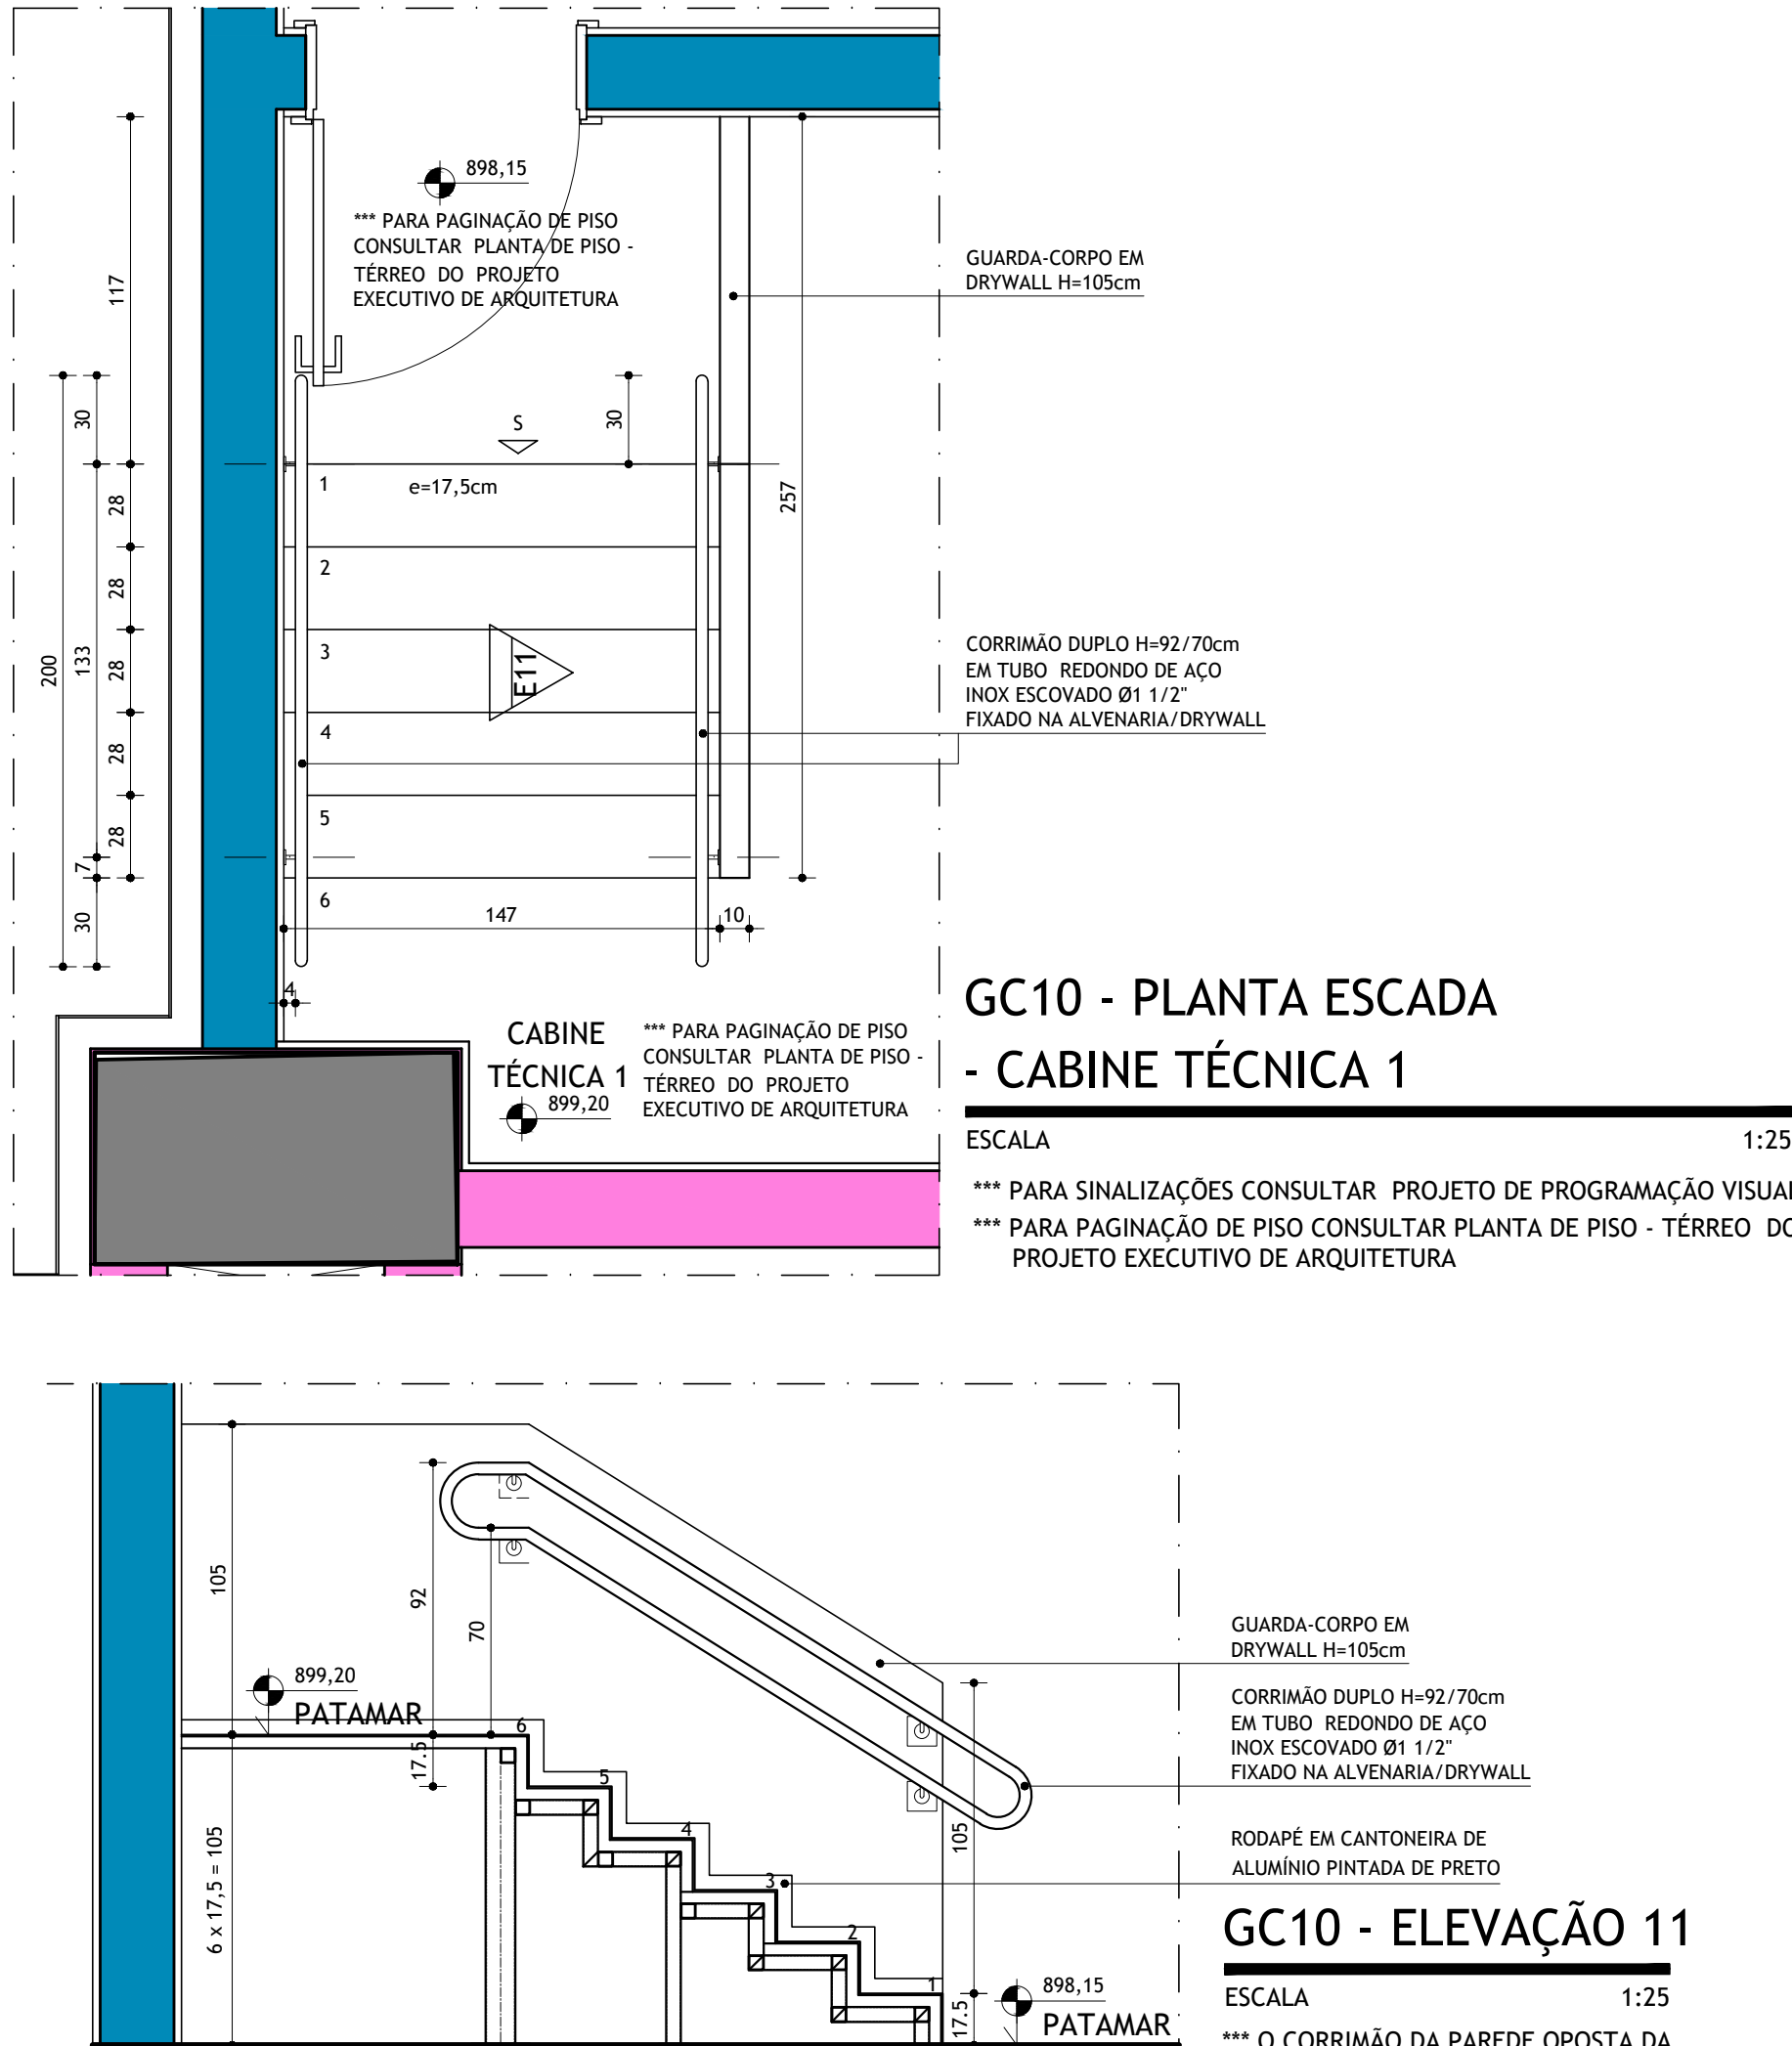 898,15
*** PARA PAGINAÇÃO DE PISO
CONSULTAR PLANTA DE PISO -
TÉRREO DO PROJETO
EXECUTIVO DE ARQUITETURA
GUARDA-CORPO EM
DRYWALL H=105cm
117
30
30
S
1
e=17,5cm
28
257
2
28
CORRIMÃO DUPLO H=92/70cm
EM TUBO REDONDO DE AÇO
INOX ESCOVADO Ø1 1/2"
FIXADO NA ALVENARIA/DRYWALL
3
E11
200
133
28
4
28
5
28
7
6
30
147
10
4
CABINE
TÉCNICA 1
899,20
*** PARA PAGINAÇÃO DE PISO
CONSULTAR PLANTA DE PISO -
TÉRREO DO PROJETO
EXECUTIVO DE ARQUITETURA
GC10 - PLANTA ESCADA
- CABINE TÉCNICA 1
ESCALA 1:25
*** PARA SINALIZAÇÕES CONSULTAR PROJETO DE PROGRAMAÇÃO VISUAL
*** PARA PAGINAÇÃO DE PISO CONSULTAR PLANTA DE PISO - TÉRREO DO
PROJETO EXECUTIVO DE ARQUITETURA
105
92
70
899,20
PATAMAR
17.5
6
5
4
3
2
1
6 x 17,5 = 105
105
17.5
898,15
PATAMAR
GUARDA-CORPO EM
DRYWALL H=105cm
CORRIMÃO DUPLO H=92/70cm
EM TUBO REDONDO DE AÇO
INOX ESCOVADO Ø1 1/2"
FIXADO NA ALVENARIA/DRYWALL
RODAPÉ EM CANTONEIRA DE
ALUMÍNIO PINTADA DE PRETO
GC10 - ELEVAÇÃO 11
ESCALA 1:25
*** O CORRIMÃO DA PAREDE OPOSTA DA